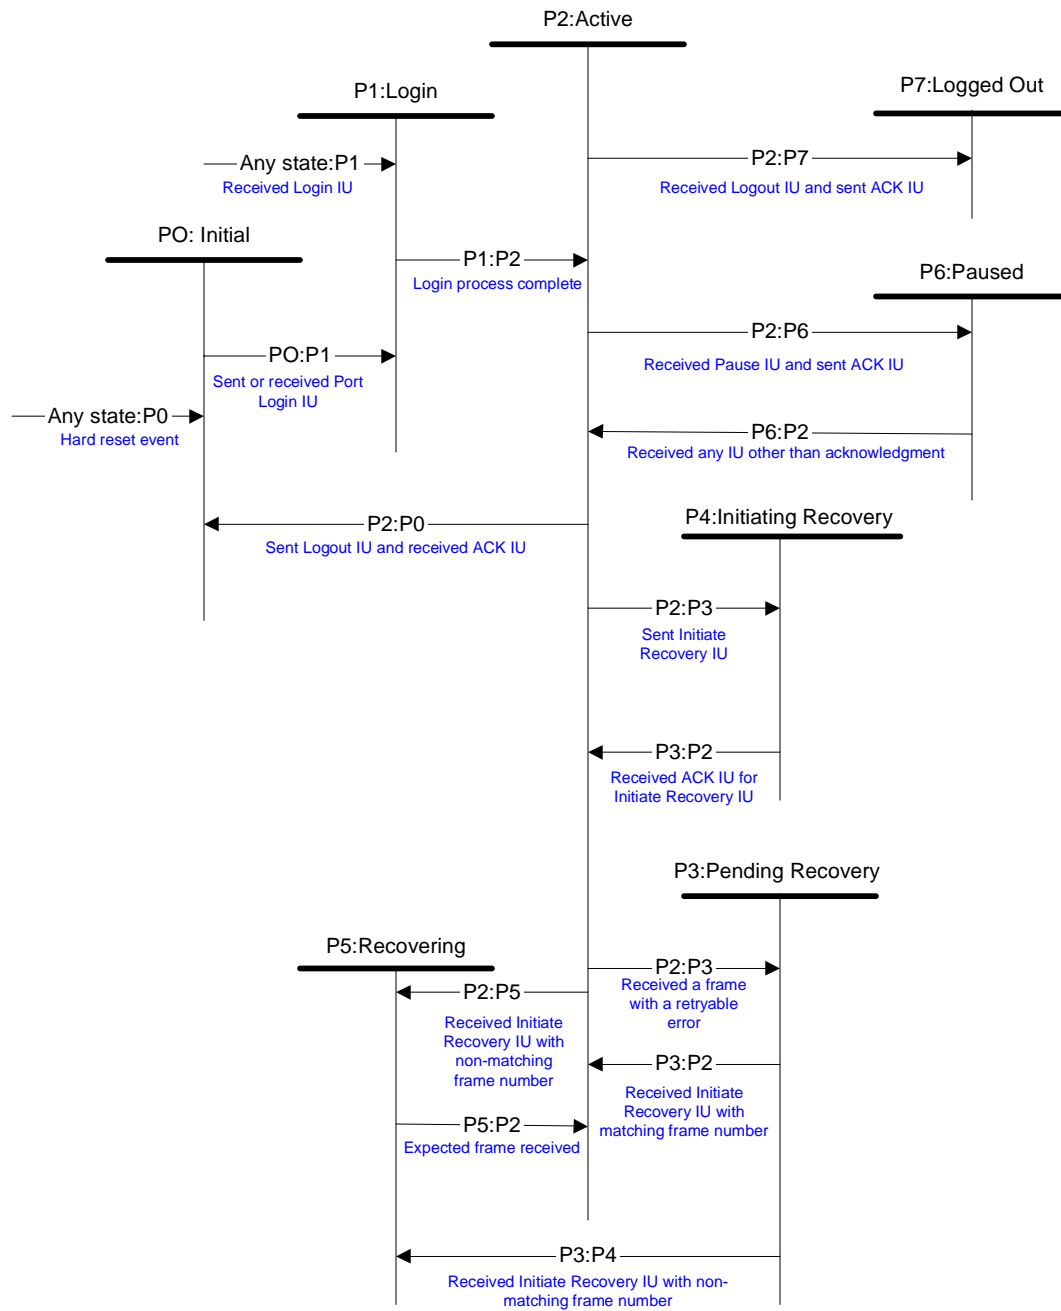 P2:Active
P1:Login
P7:Logged Out
Any state:P1
Received Login IU
P2:P7
Received Logout IU and sent ACK IU
PO: Initial
P1:P2
Login process complete
P6:Paused
PO:P1
Sent or received Port
Login IU
P2:P6
Received Pause IU and sent ACK IU
Any state:P0
Hard reset event
P6:P2
Received any IU other than acknowledgment
P2:P0
Sent Logout IU and received ACK IU
P4:Initiating Recovery
P2:P3
Sent Initiate
Recovery IU
P3:P2
Received ACK IU for
Initiate Recovery IU
P3:Pending Recovery
P5:Recovering
P2:P3
Received a frame
with a retryable
error
P2:P5
Received Initiate
Recovery IU with
non-matching
frame number
P3:P2
Received Initiate
Recovery IU with
matching frame number
P5:P2
Expected frame received
P3:P4
Received Initiate Recovery IU with non-
matching frame number